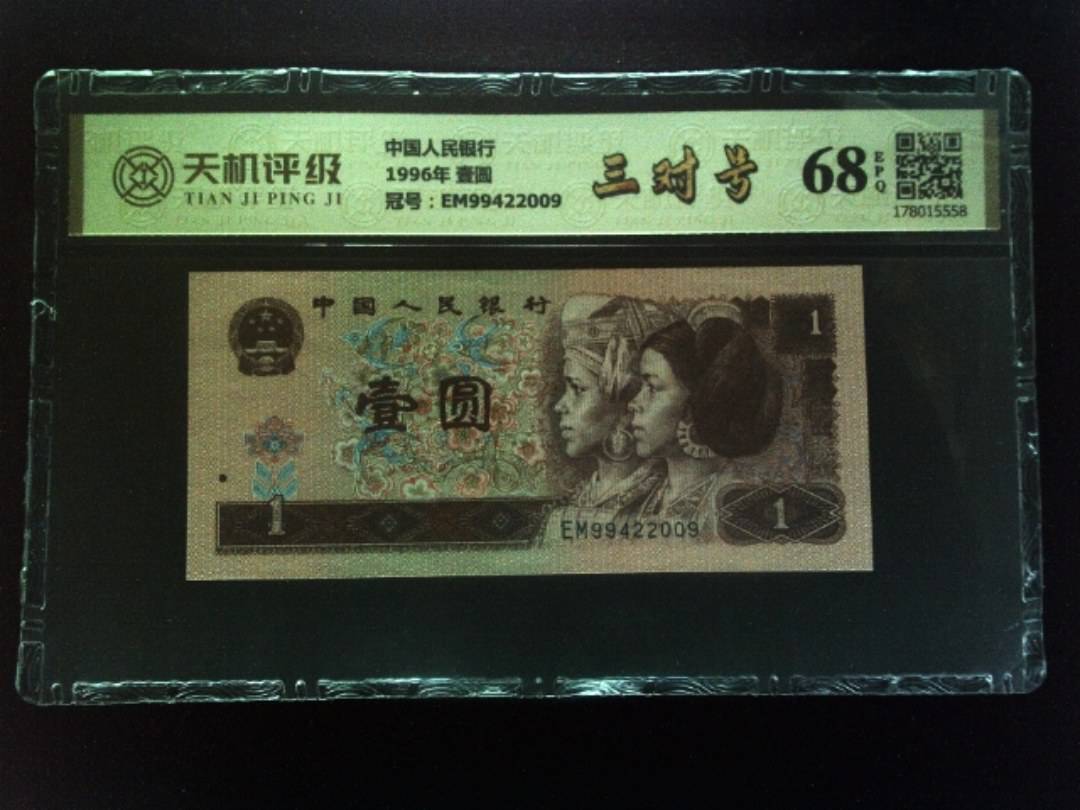 天机评级
TIAN JI PING JI
中国人民银行
1996年 壹圆
冠号：EM99422009
三对号
68
EPQ
178015558
中国人民银行
1
壹圆
1
EM99422009
1